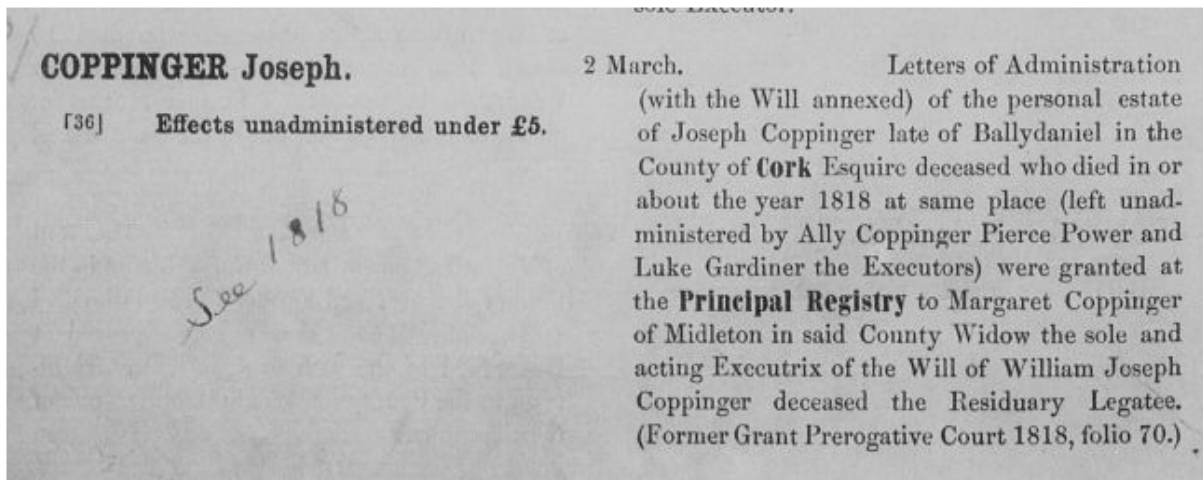 COPPINGER Joseph.
[36] Effects unadministered under £5.
See 1818
2 March. Letters of Administration
(with the Will annexed) of the personal estate
of Joseph Coppinger late of Ballydaniel in the
County of Cork Esquire deceased who died in or
about the year 1818 at same place (left unad-
ministered by Ally Coppinger Pierce Power and
Luke Gardiner the Executors) were granted at
the Principal Registry to Margaret Coppinger
of Midleton in said County Widow the sole and
acting Executrix of the Will of William Joseph
Coppinger deceased the Residuary Legatee.
(Former Grant Prerogative Court 1818, folio 70.)